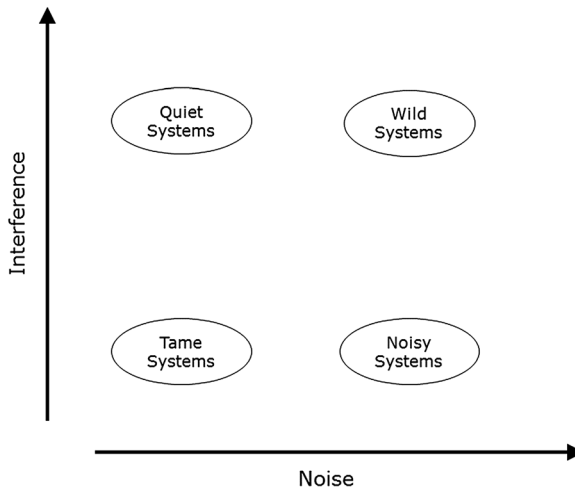 Quiet
Systems
Wild
Systems
Interference
Tame
Systems
Noisy
Systems
Noise